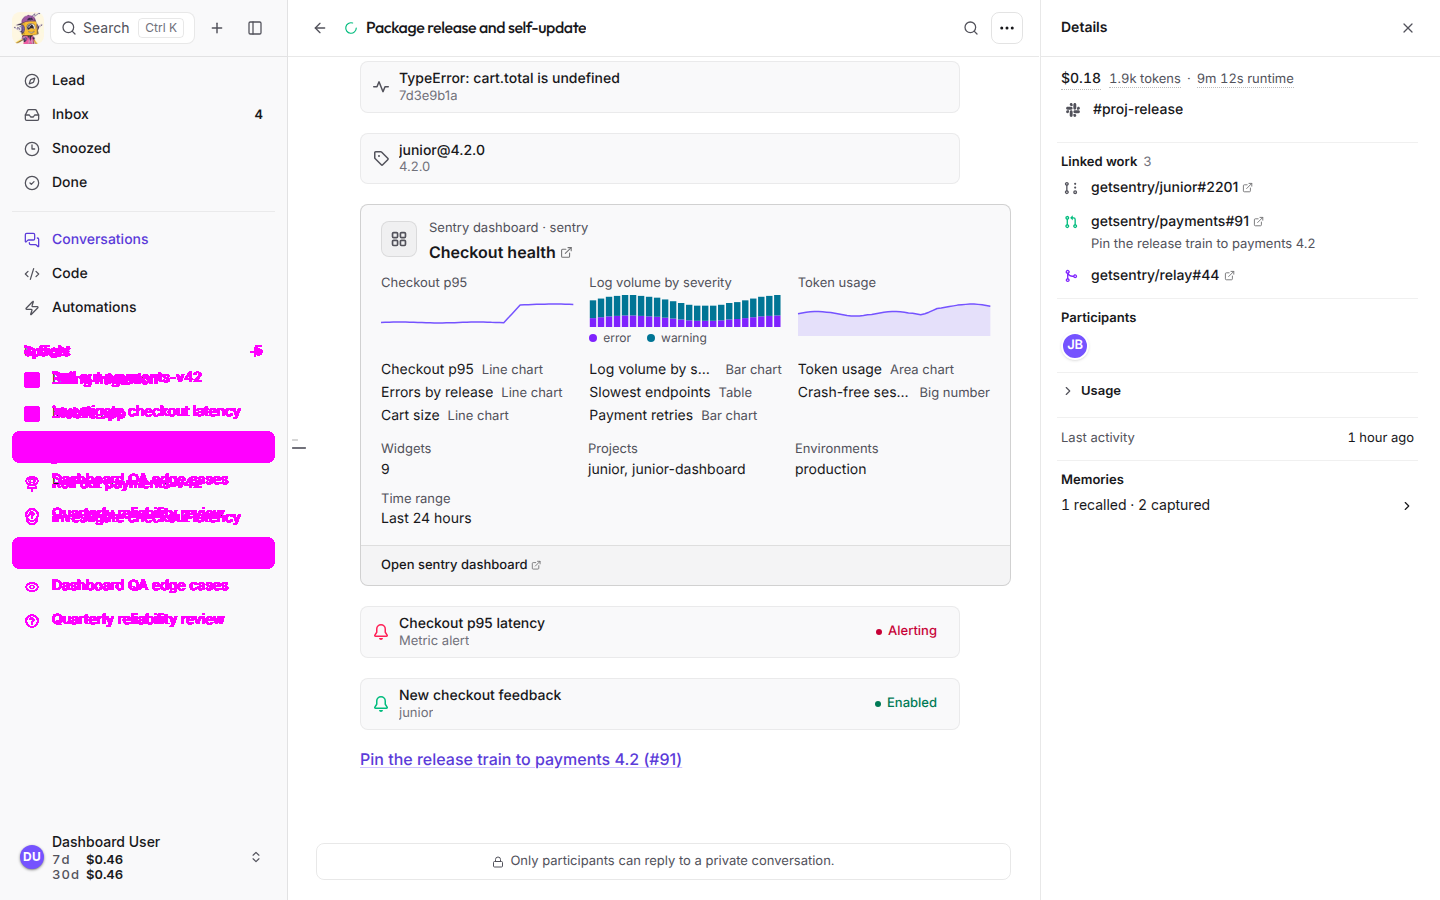 Search Ctrl K
Lead
Inbox 4
Snoozed
Done
Conversations
Code
Automations
checkout latency
Dashboard QA edge cases
Quarterly reliability review
Dashboard User
7d $0.46
30d $0.46
Package release and self-update
TypeError: cart.total is undefined
7d3e9b1a
junior@4.2.0
4.2.0
Sentry dashboard · sentry
Checkout health
Checkout p95
Log volume by severity
error warning
Token usage
Checkout p95 Line chart
Log volume by s... Bar chart
Token usage Area chart
Errors by release Line chart
Slowest endpoints Table
Crash-free ses... Big number
Cart size Line chart
Payment retries Bar chart
Widgets
9
Projects
junior, junior-dashboard
Environments
production
Time range
Last 24 hours
Open sentry dashboard
Checkout p95 latency
Metric alert
Alerting
New checkout feedback
junior
Enabled
Pin the release train to payments 4.2 (#91)
Only participants can reply to a private conversation.
Details
$0.18 1.9k tokens · 9m 12s runtime
#proj-release
Linked work 3
getsentry/junior#2201
getsentry/payments#91
Pin the release train to payments 4.2
getsentry/relay#44
Participants
JB
Usage
Last activity 1 hour ago
Memories
1 recalled · 2 captured
DU